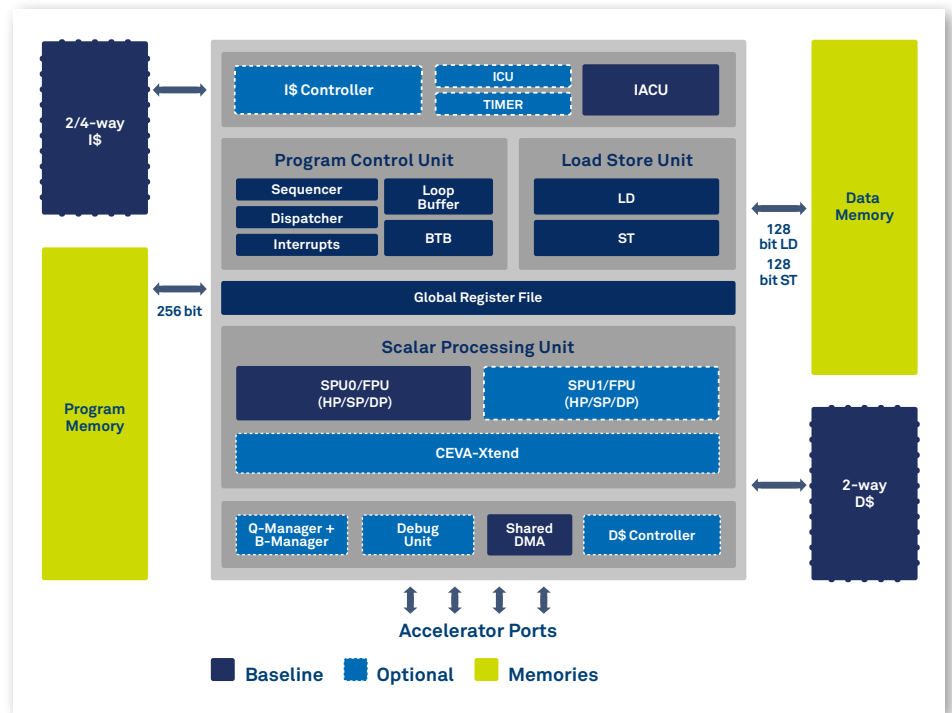 2/4-way
I$
I$ Controller
ICU
TIMER
IACU
Program Control Unit
Sequencer
Dispatcher
Interrupts
Loop
Buffer
BTB
Load Store Unit
LD
ST
Data
Memory
128
bit LD
128
bit ST
Program
Memory
256 bit
Global Register File
Scalar Processing Unit
SPU0/FPU
(HP/SP/DP)
SPU1/FPU
(HP/SP/DP)
CEVA-Xtend
2-way
D$
Q-Manager +
B-Manager
Debug
Unit
Shared
DMA
D$ Controller
Accelerator Ports
Baseline
Optional
Memories